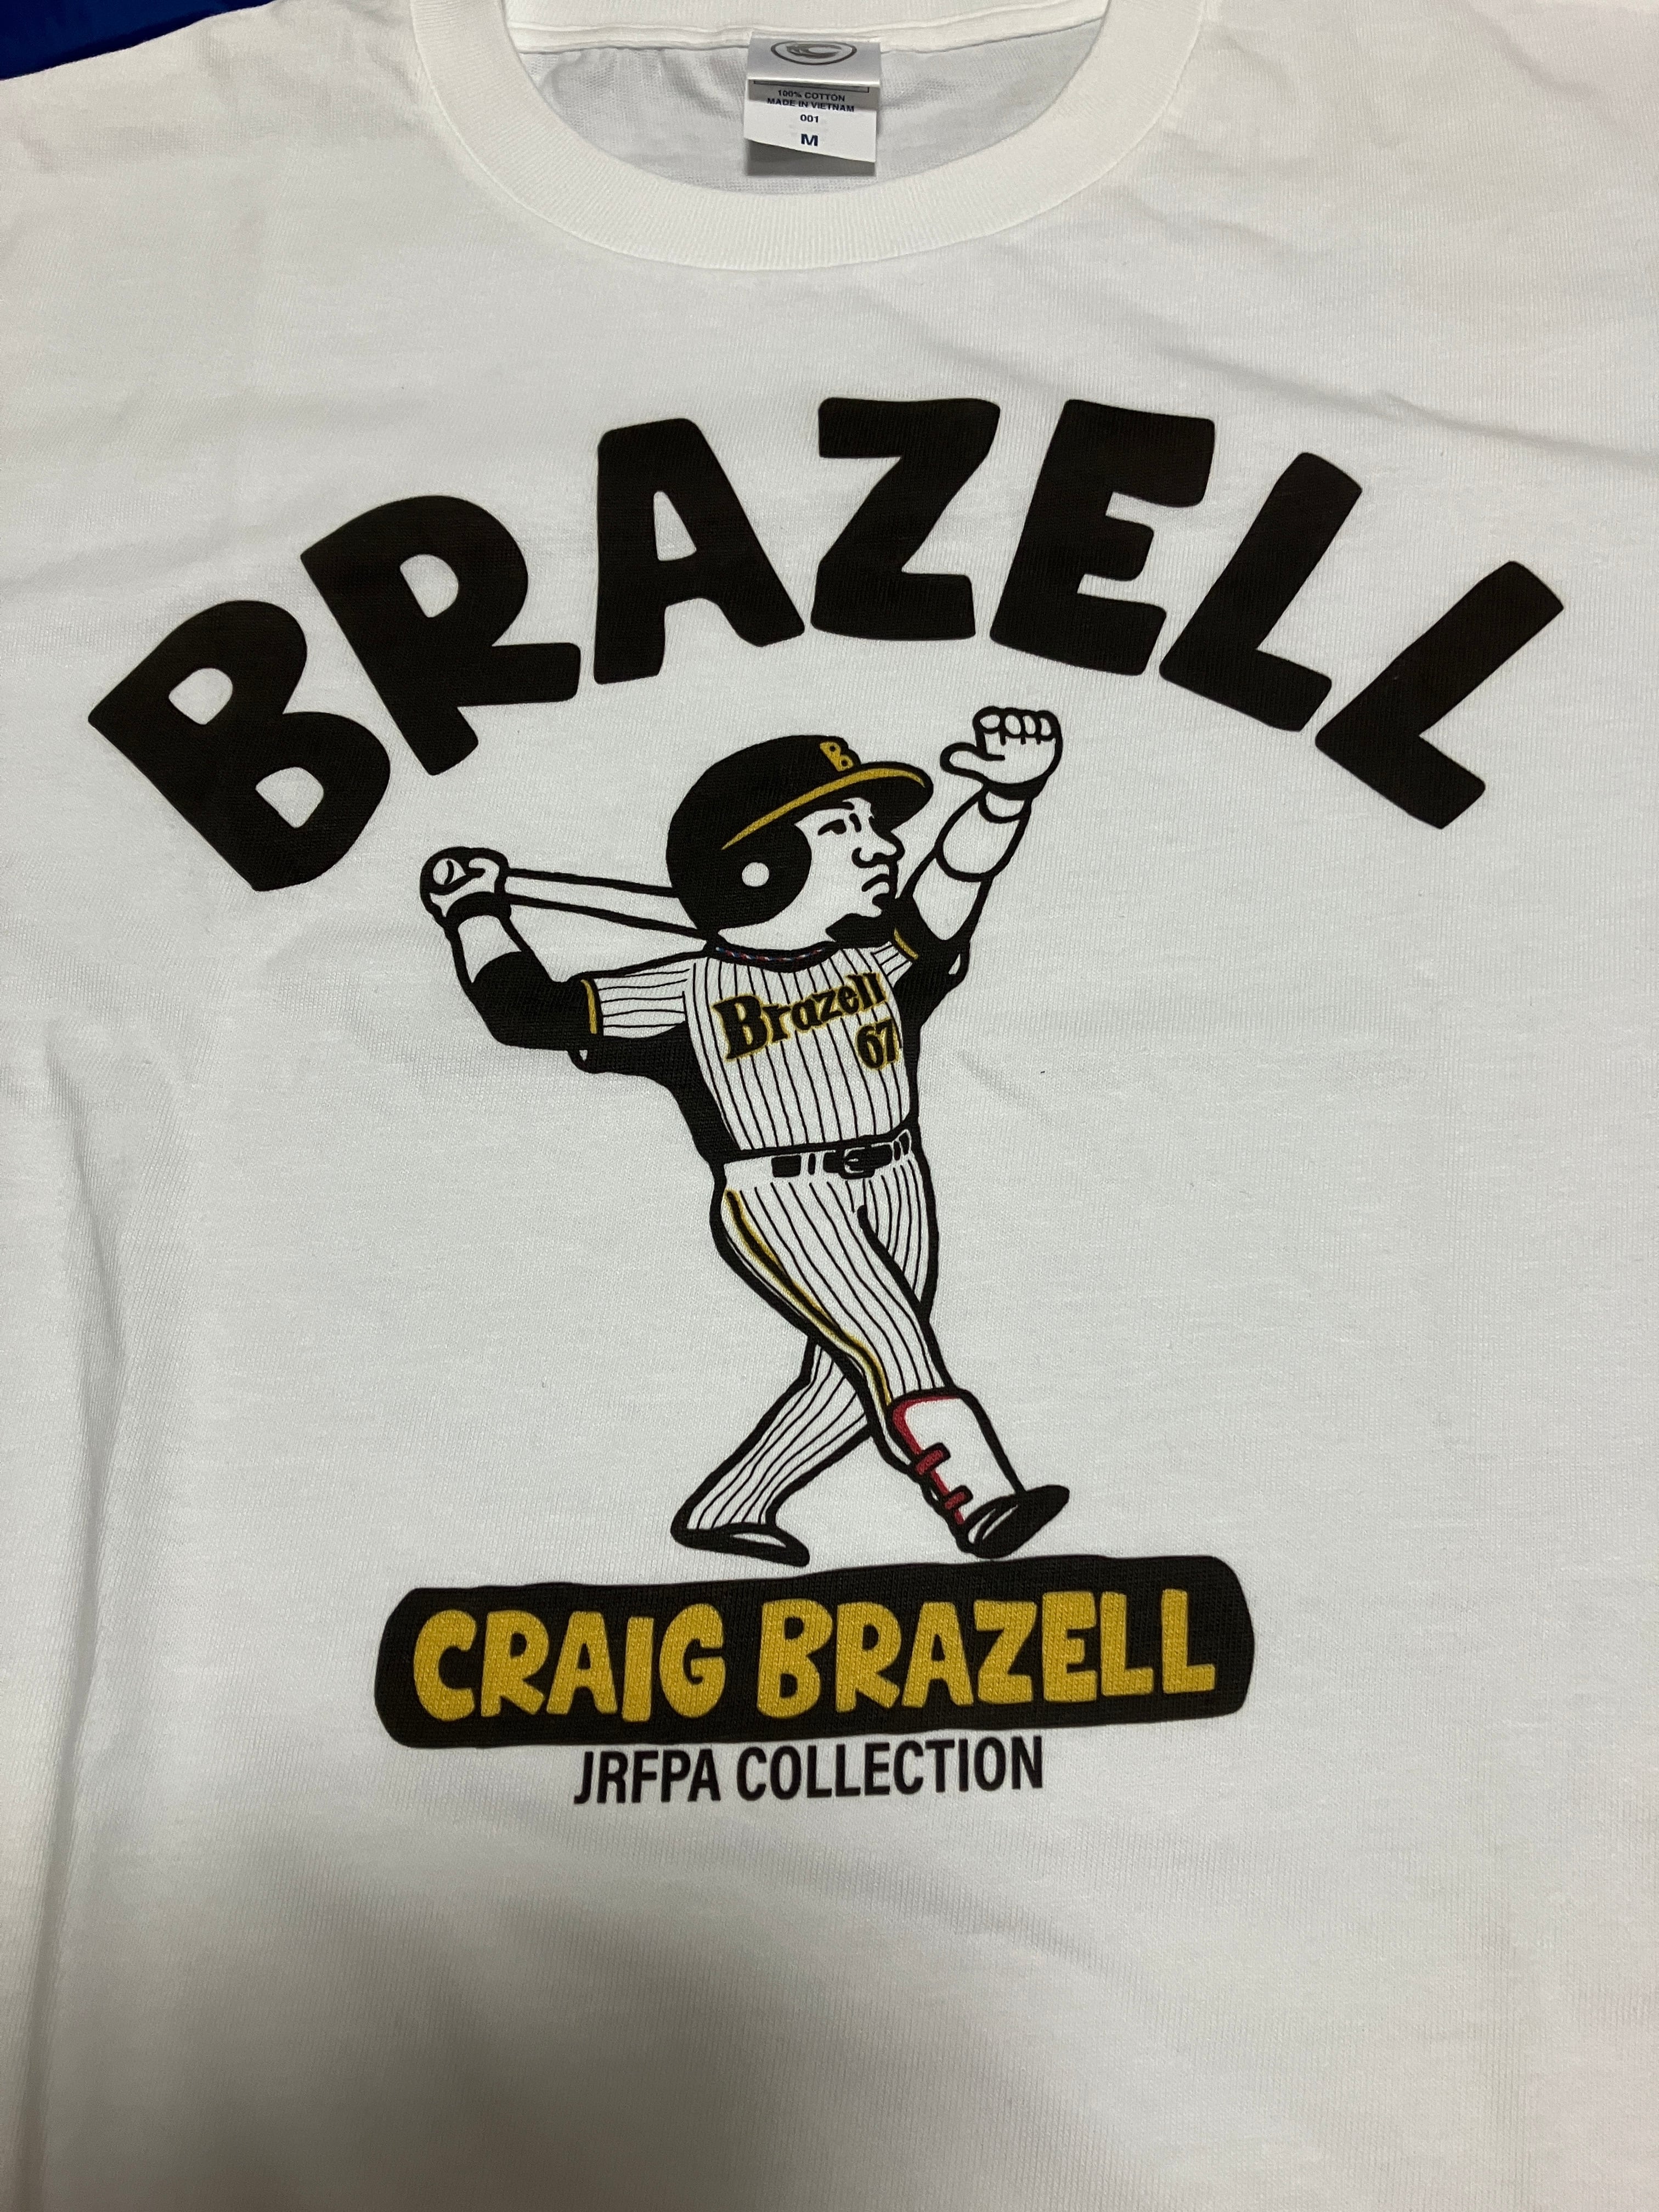 100% COTTON
MADE IN VIETNAM
001
M
BRAZELL
B
Brazell
67
CRAIG BRAZELL
JRFPA COLLECTION